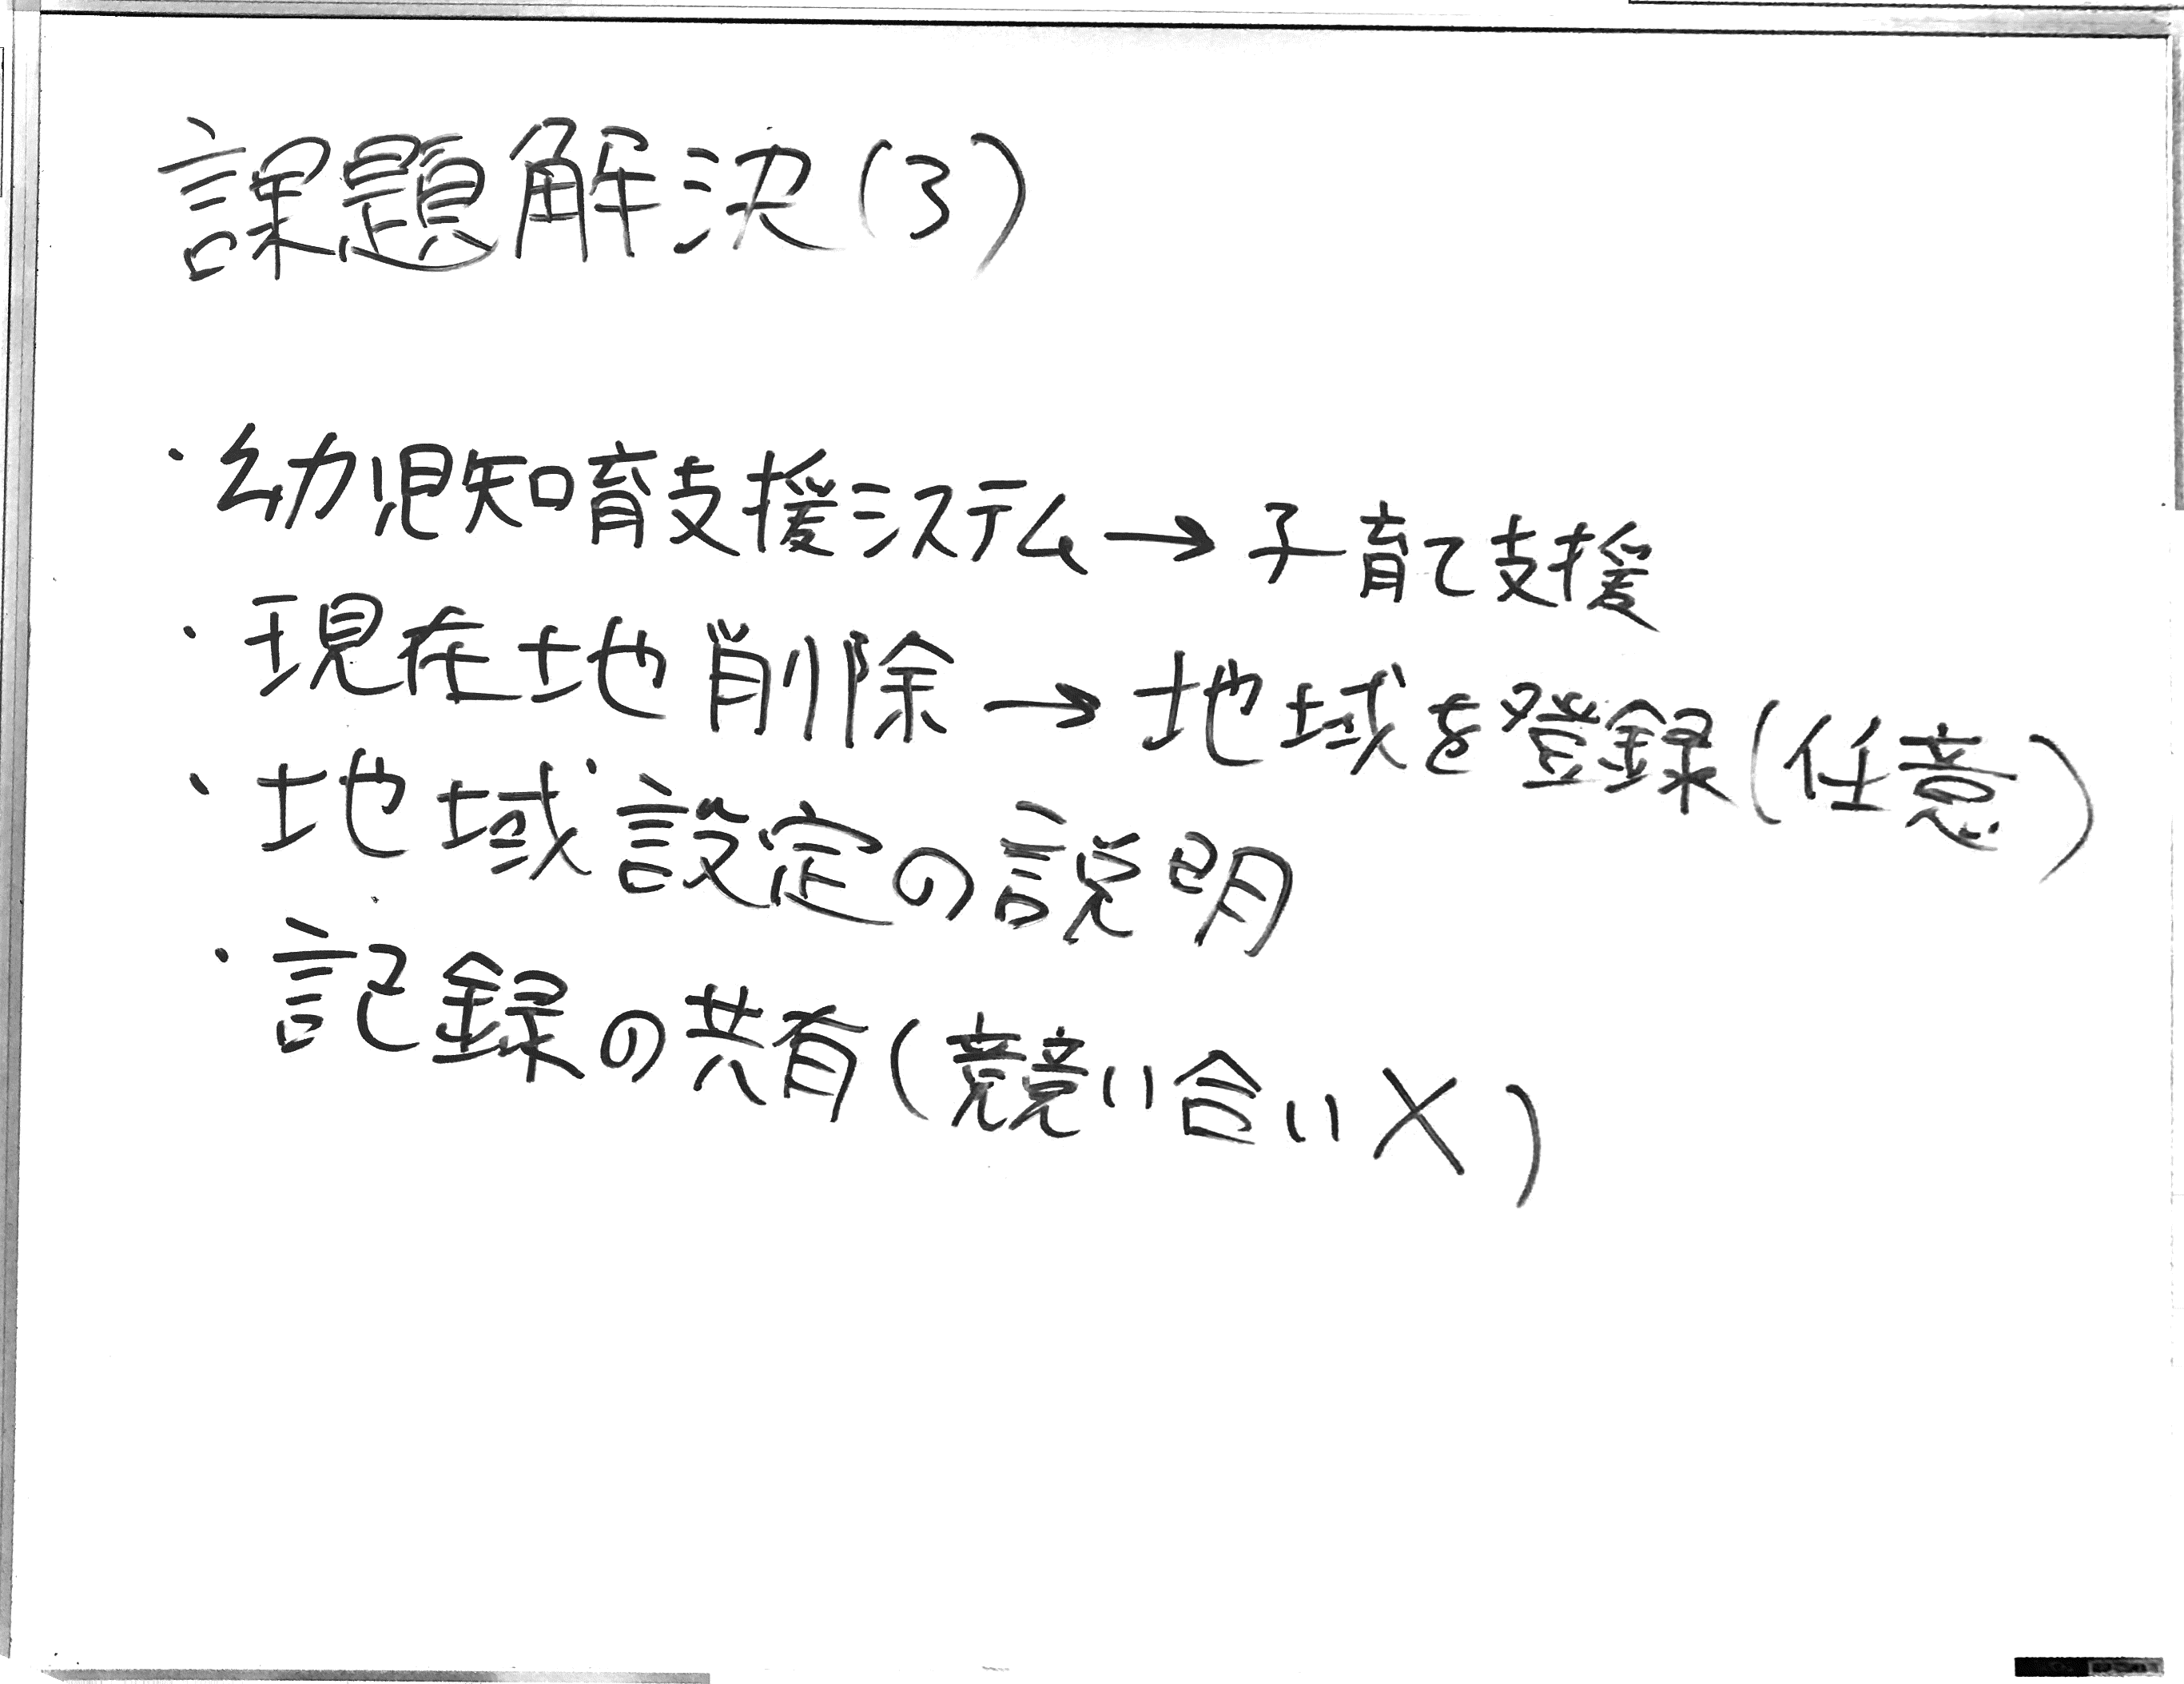 課題解決(3)
・幼児知育支援システム→子育て支援
・現在地削除→地域を登録(任意)
・地域設定の説明
・記録の共有(競い合い×)